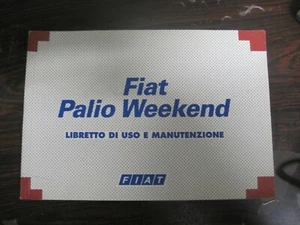 Fiat
Palio Weekend
LIBRETTO DI USO E MANUTENZIONE
FIAT